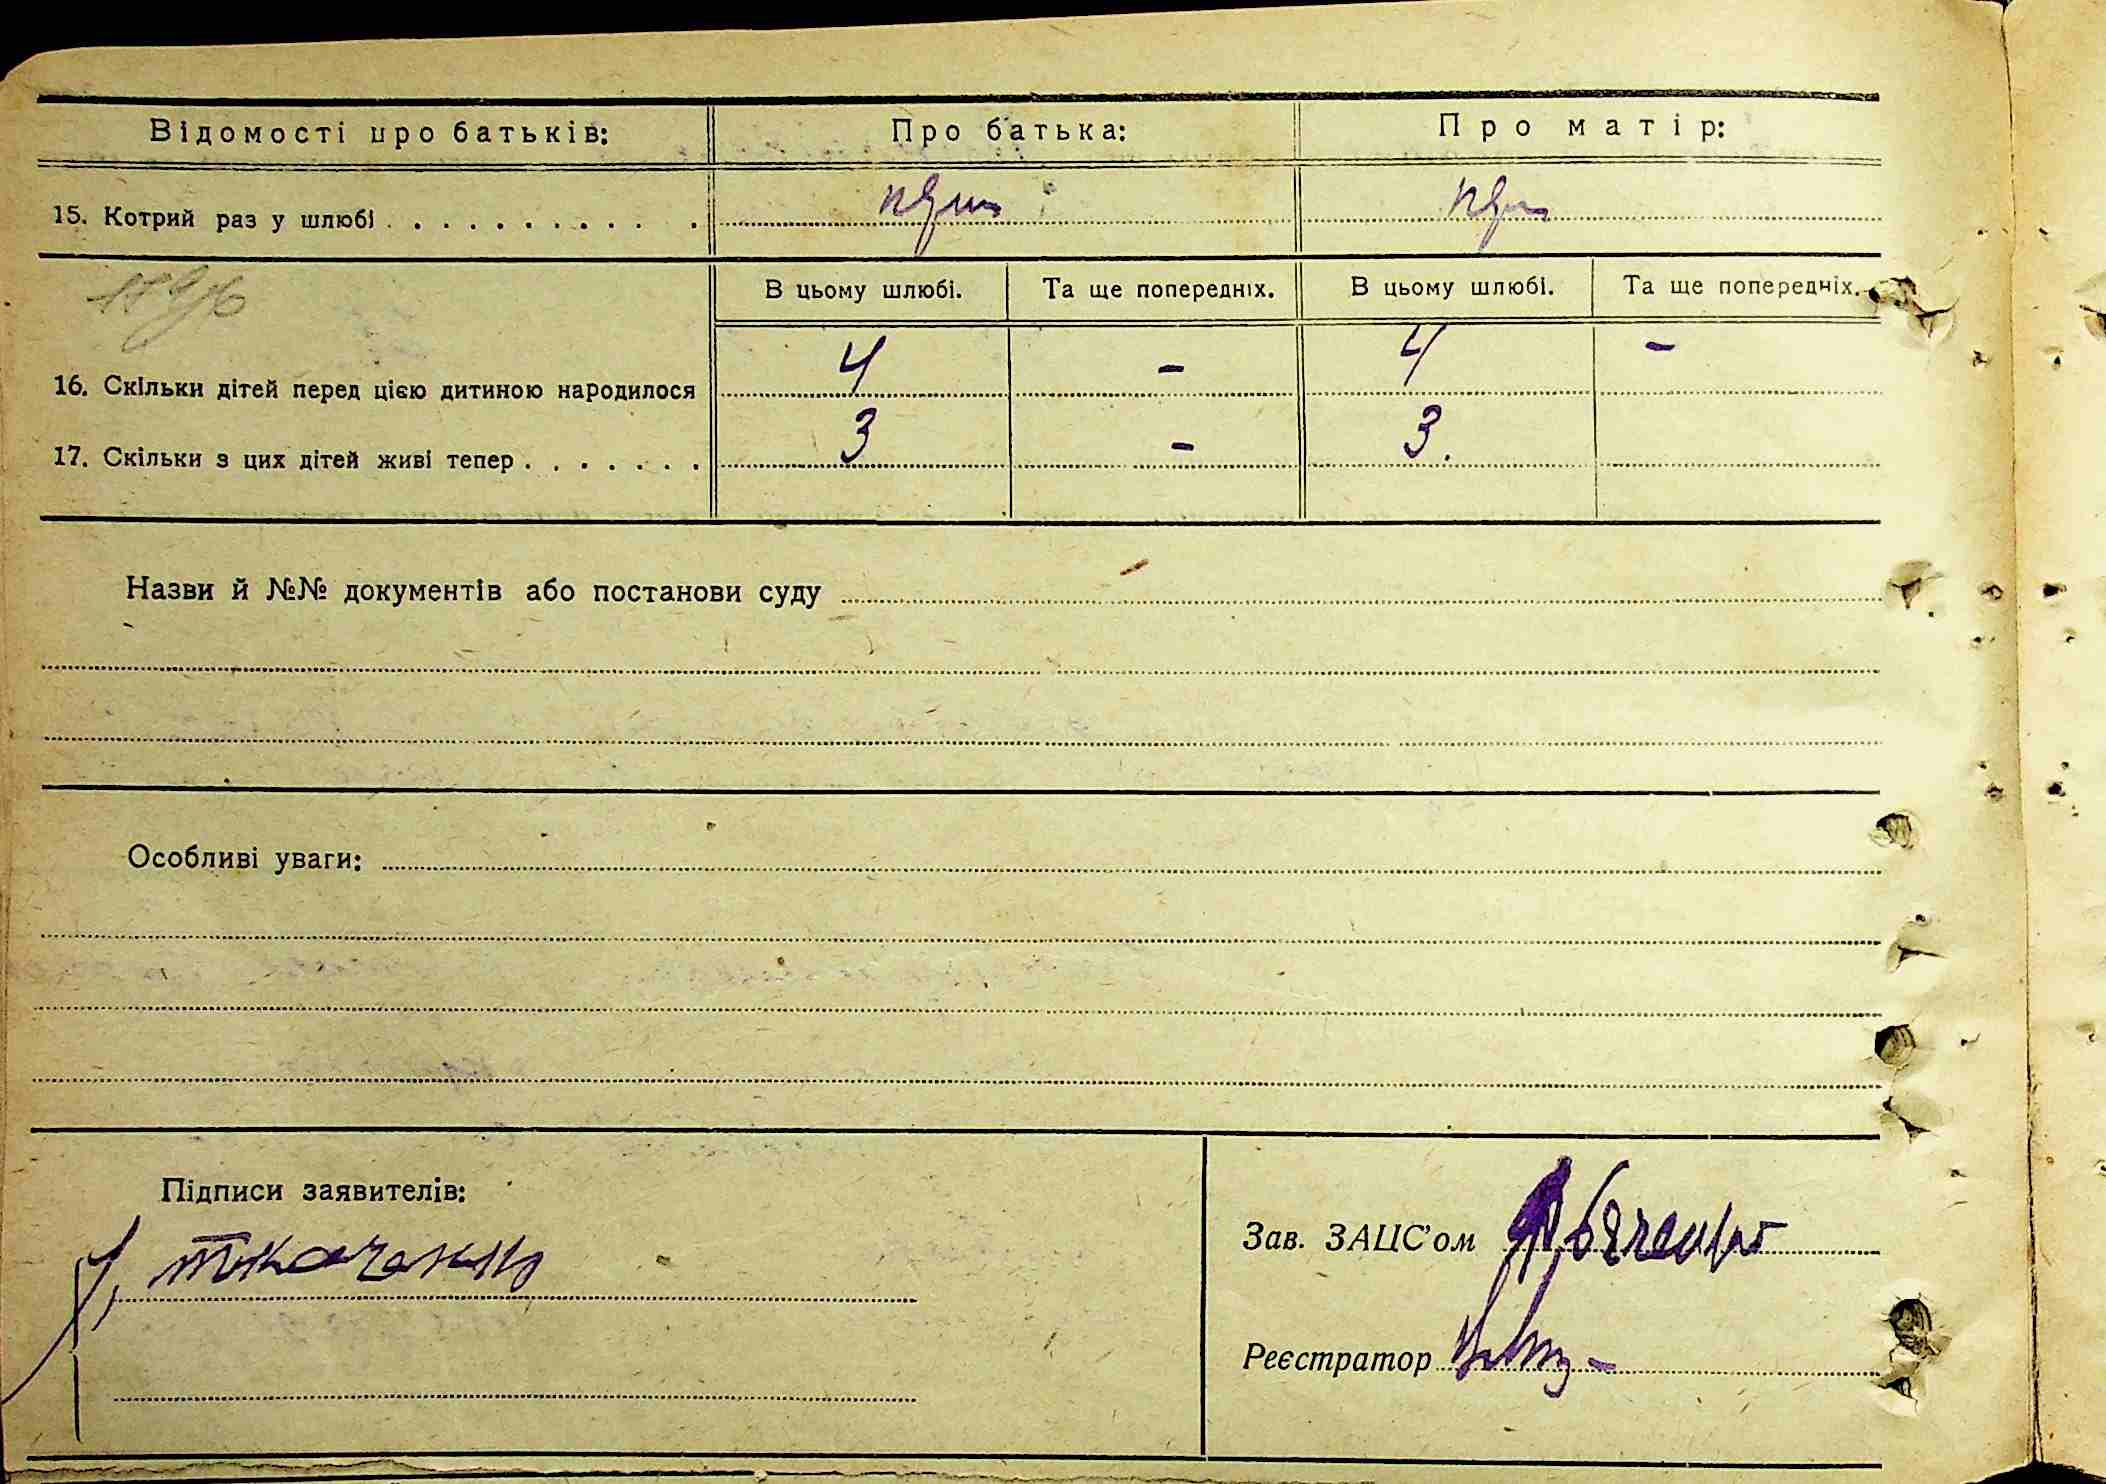 Відомості про батьків: Про батька: Про матір:
15. Котрий раз у шлюбі . . . . . . . . . . .
В цьому шлюбі. Та ще попередніх. В цьому шлюбі. Та ще попередніх.
16. Скільки дітей перед цією дитиною народилося 4 - 4 -
17. Скільки з цих дітей живі тепер . . . . . . . 3 - 3.
Назви й №№ документів або постанови суду
Особливі уваги:
Підписи заявителів:
Ткаченко
Зав. ЗАЦС'ом
Реєстратор